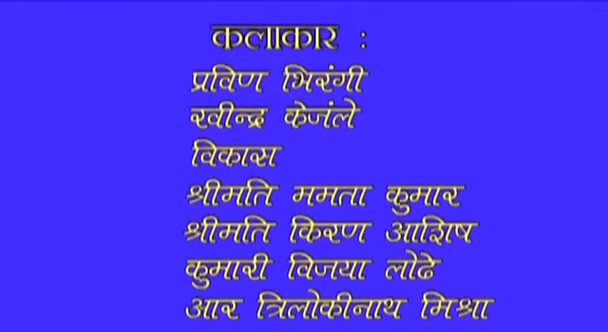 कलाकार :
प्रविण भिरंगी
रवीन्द्र केजंले
विकास
श्रीमति ममता कुमार
श्रीमति किरण आशिष
कुमारी विजया लोढे
आर त्रिलोकीनाथ मिश्रा